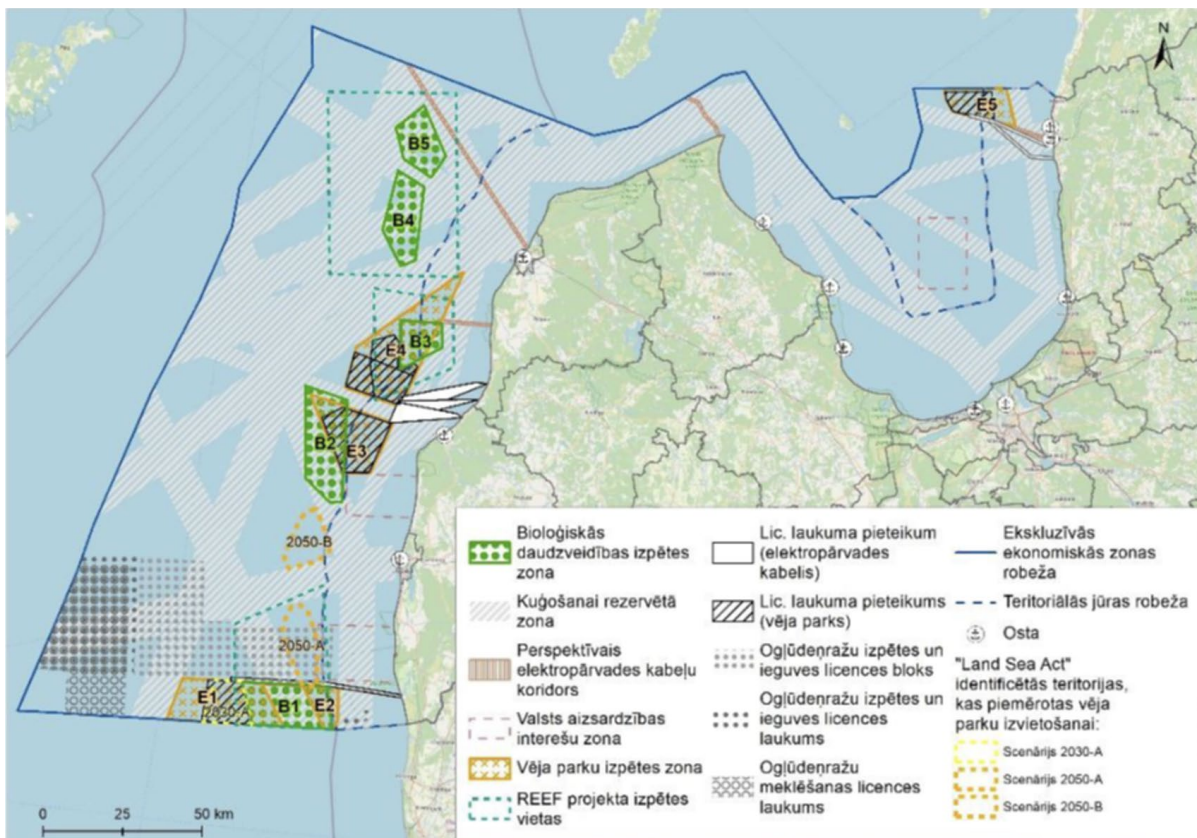 N
E5
B5
B4
B3
E4
B2
E3
2050-B
2050-A
E1
2030-A
B1
E2
0 25 50 km
Bioloģiskās
daudzveidības izpētes
zona
Kuģošanai rezervētā
zona
Perspektīvais
elektropārvades kabeļu
koridors
Valsts aizsardzības
interešu zona
Vēja parku izpētes zona
REEF projekta izpētes
vietas
Lic. laukuma pieteikum
(elektropārvades
kabelis)
Lic. laukuma pieteikums
(vēja parks)
Ogļūdeņražu izpētes un
ieguves licences bloks
Ogļūdeņražu izpētes un
ieguves licences
laukums
Ogļūdeņražu
meklēšanas licences
laukums
Ekskluzīvās
ekonomiskās zonas
robeža
Teritoriālās jūras robeža
Osta
"Land Sea Act"
identificētās teritorijas,
kas piemērotas vēja
parku izvietošanai:
Scenārijs 2030-A
Scenārijs 2050-A
Scenārijs 2050-B